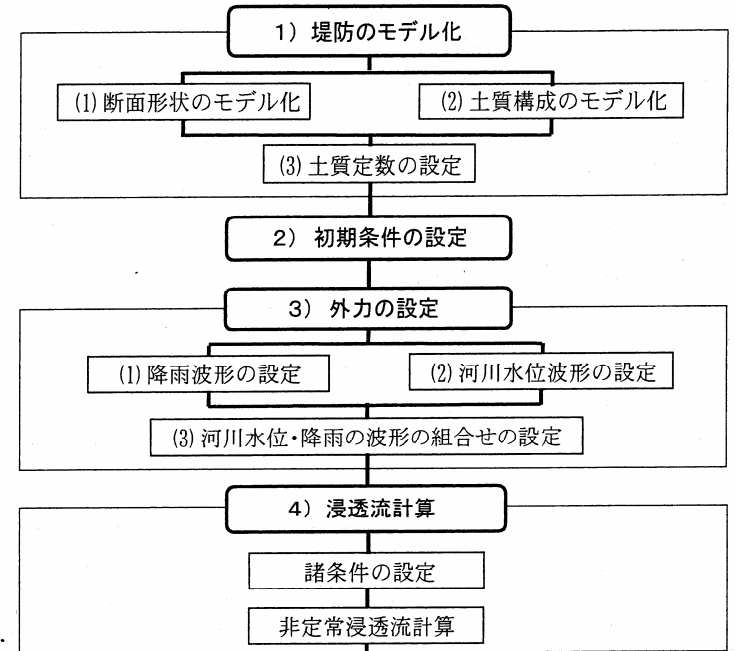 1) 堤防のモデル化
(1) 断面形状のモデル化
(2) 土質構成のモデル化
(3) 土質定数の設定
2) 初期条件の設定
3) 外力の設定
(1) 降雨波形の設定
(2) 河川水位波形の設定
(3) 河川水位・降雨の波形の組合せの設定
4) 浸透流計算
諸条件の設定
非定常浸透流計算